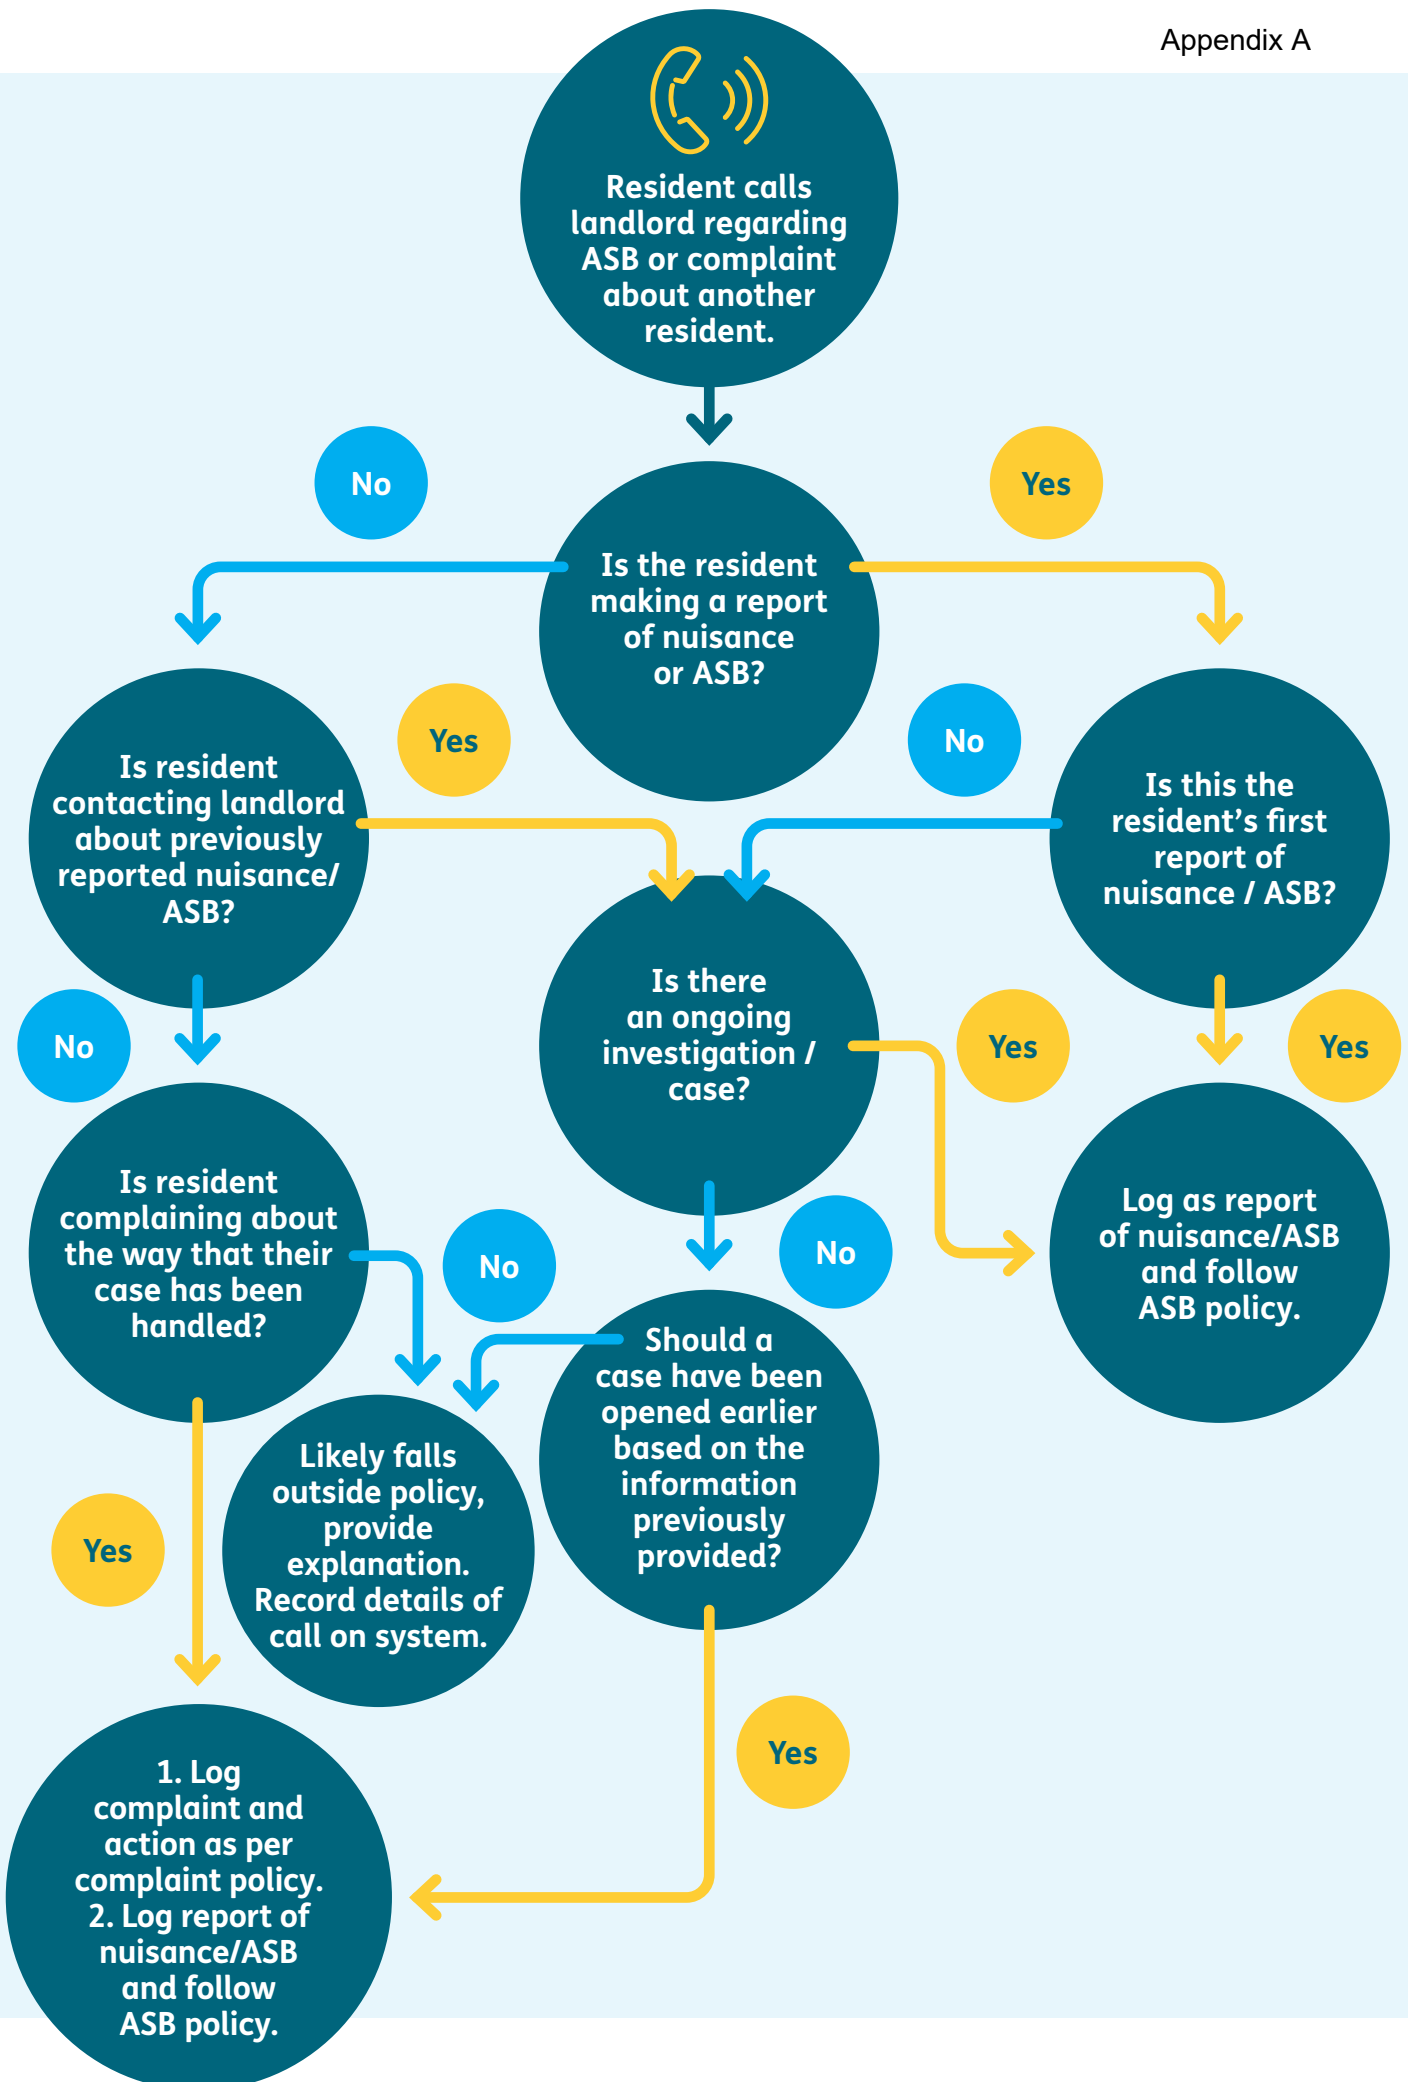 Appendix A
Resident calls
landlord regarding
ASB or complaint
about another
resident.
No
Yes
Is the resident
making a report
of nuisance
or ASB?
Yes
No
Is resident
contacting landlord
about previously
reported nuisance/
ASB?
Is this the
resident’s first
report of
nuisance / ASB?
Is there
an ongoing
investigation /
case?
No
Yes
Yes
Is resident
complaining about
the way that their
case has been
handled?
No
No
Log as report
of nuisance/ASB
and follow
ASB policy.
Should a
case have been
opened earlier
based on the
information
previously
provided?
Likely falls
outside policy,
provide
explanation.
Record details of
call on system.
Yes
Yes
1. Log
complaint and
action as per
complaint policy.
2. Log report of
nuisance/ASB
and follow
ASB policy.